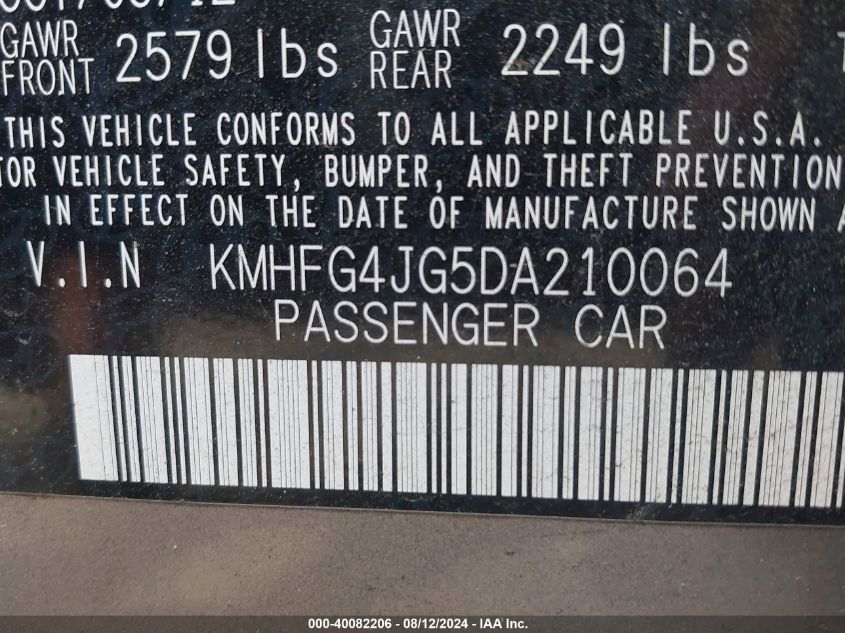 GAWR FRONT 2579 lbs GAWR REAR 2249 lbs
THIS VEHICLE CONFORMS TO ALL APPLICABLE U.S.A.
VEHICLE SAFETY, BUMPER, AND THEFT PREVENTION
IN EFFECT ON THE DATE OF MANUFACTURE SHOWN
V.I.N KMHFG4JG5DA210064
PASSENGER CAR
000-40082206 - 08/12/2024 - IAA Inc.